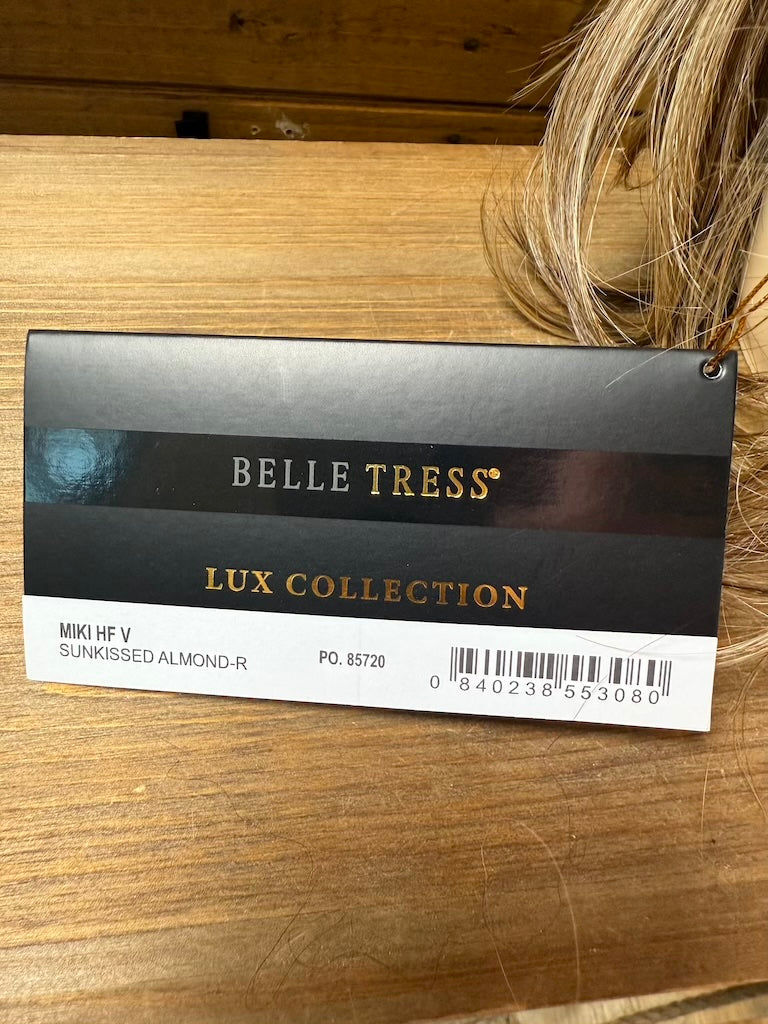 BELLE TRESS®
LUX COLLECTION
MIKI HF V
SUNKISSED ALMOND-R
PO. 85720
0 840238 553080